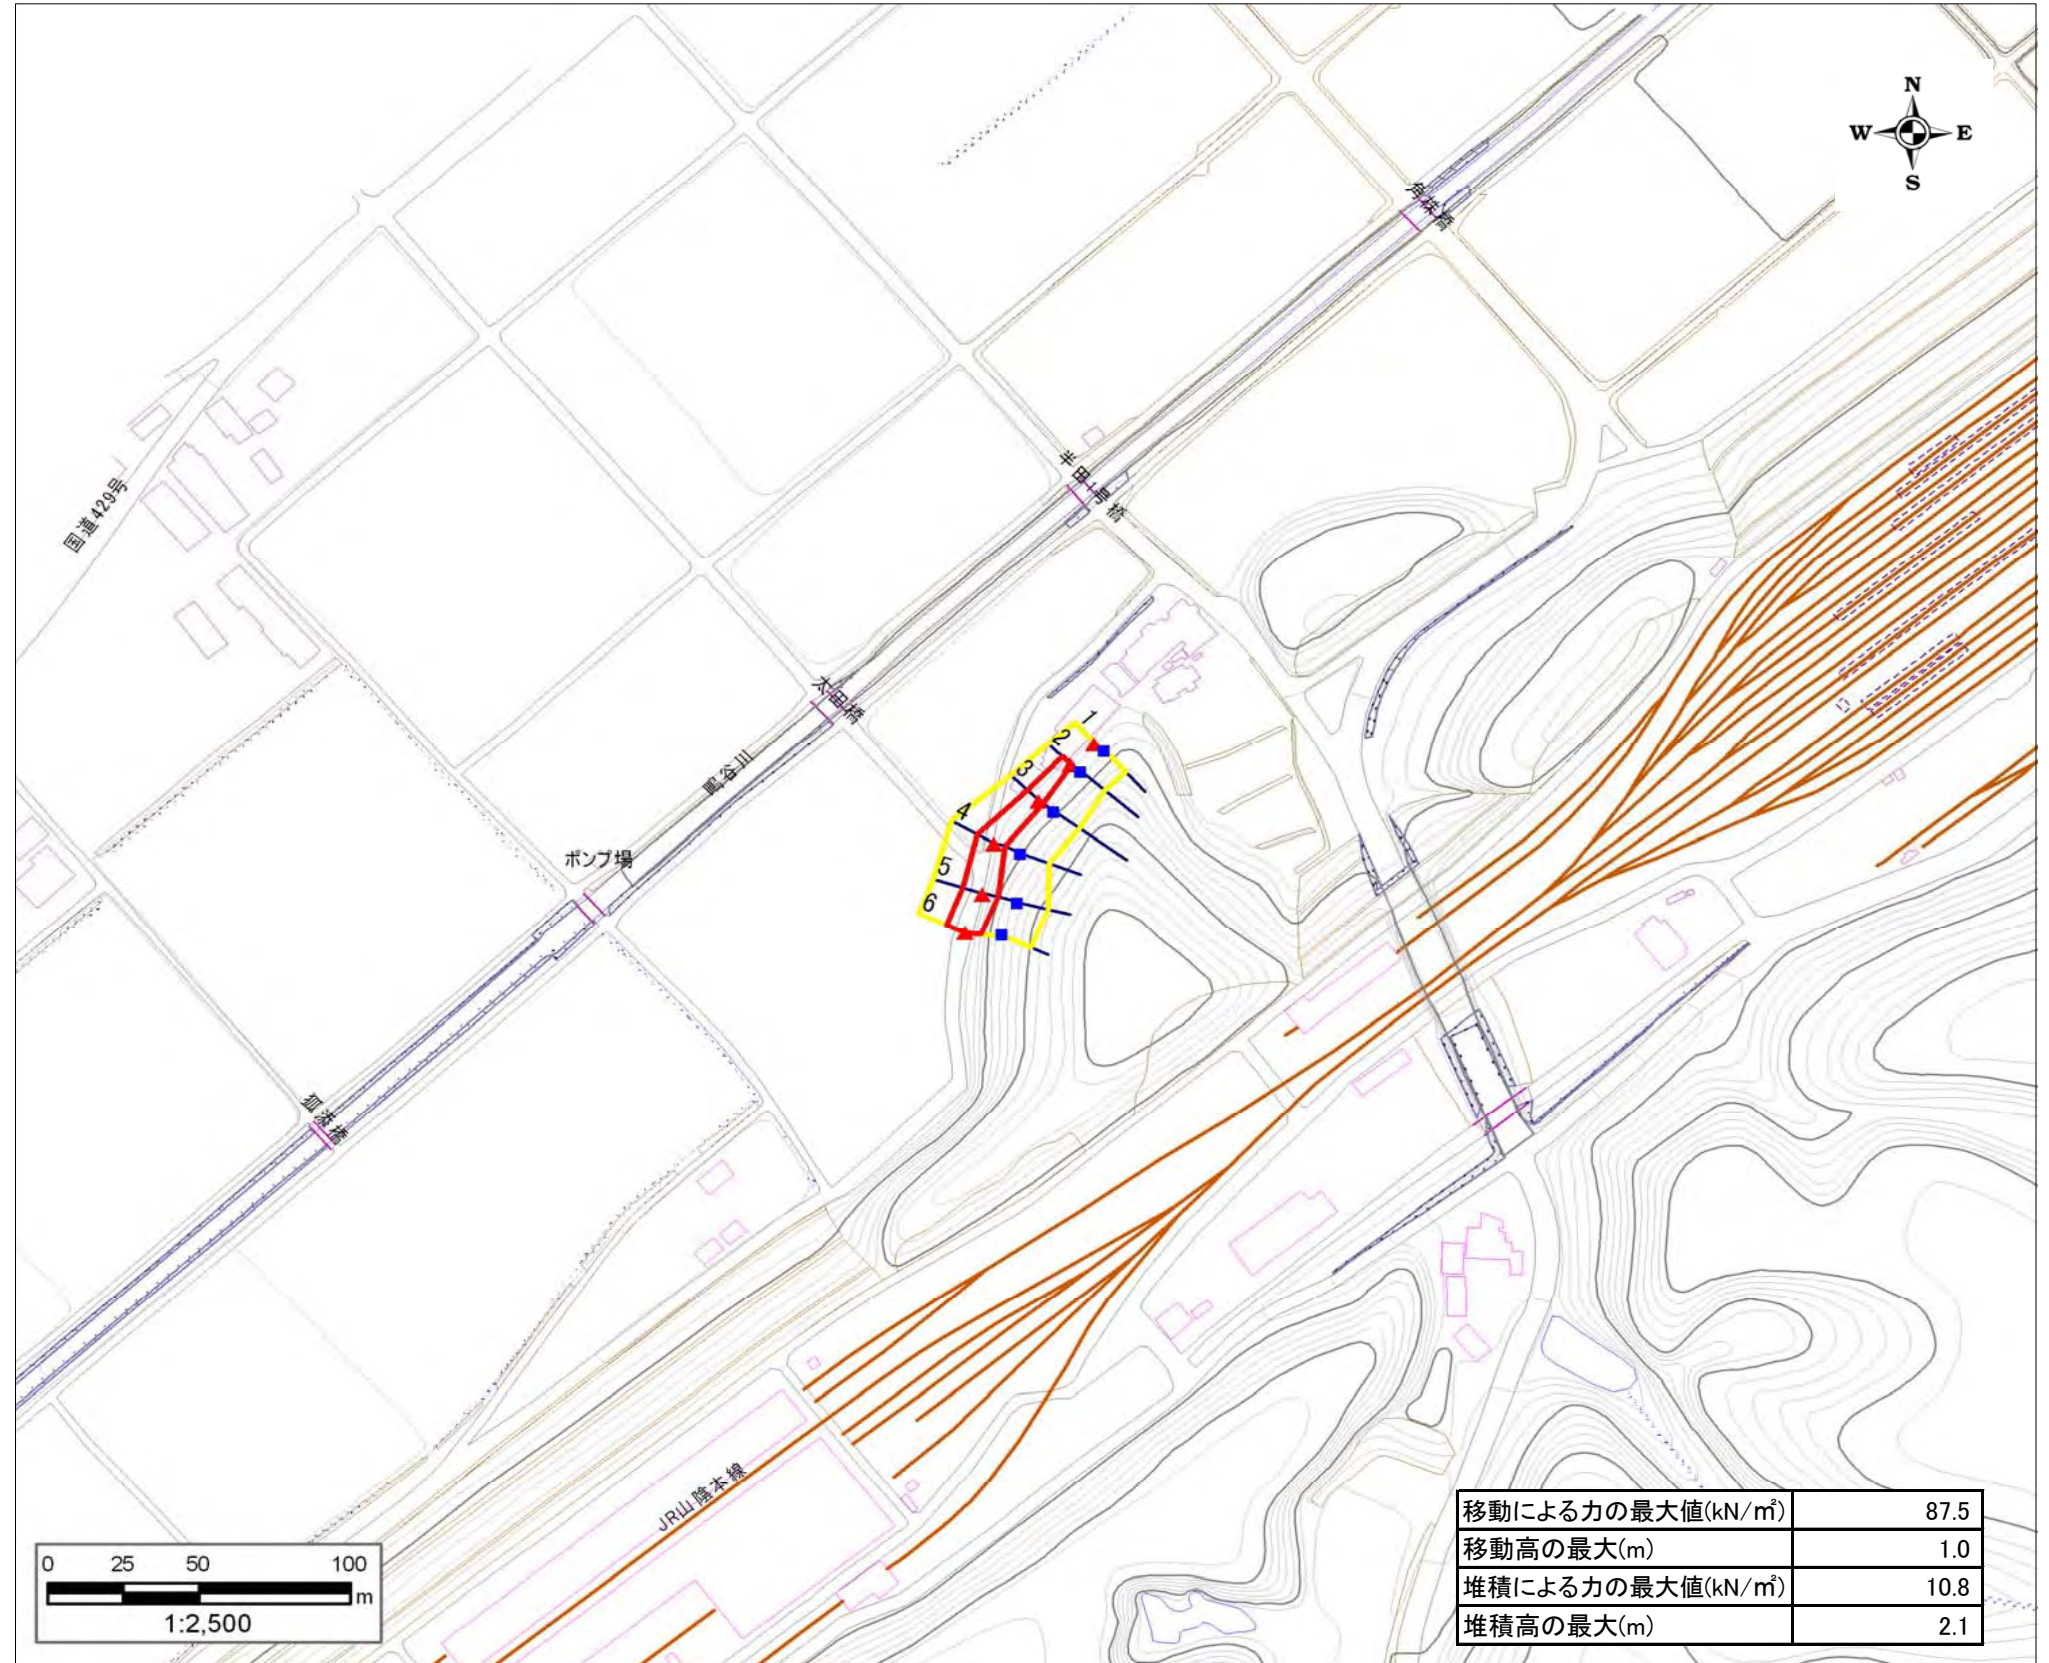 N
W E
S
国道429号
半田1号橋
太田橋
鴫谷川
ポンプ場
JR山陰本線
1
2
3
4
5
6
0 25 50 100
m
1:2,500
移動による力の最大値(kN/㎡) 87.5
移動高の最大(m) 1.0
堆積による力の最大値(kN/㎡) 10.8
堆積高の最大(m) 2.1